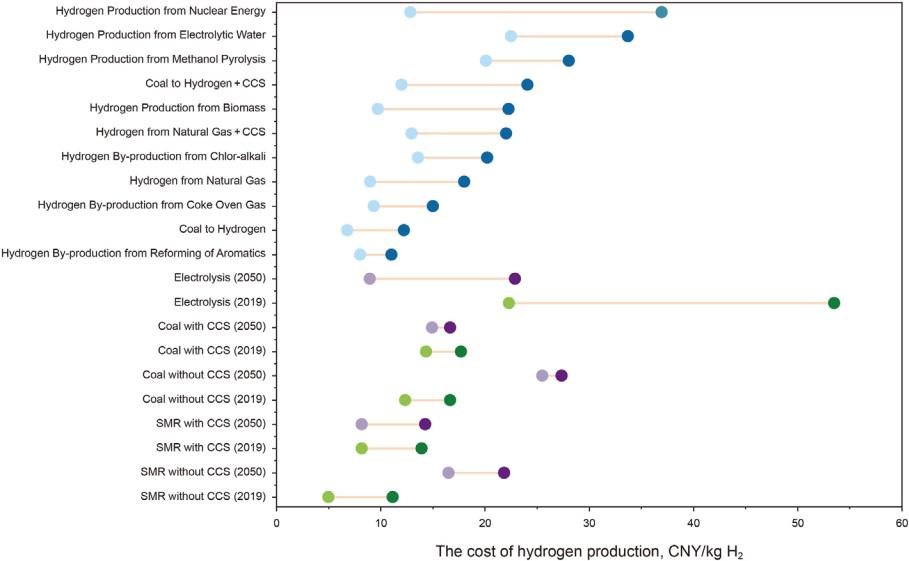 Hydrogen Production from Nuclear Energy
Hydrogen Production from Electrolytic Water
Hydrogen Production from Methanol Pyrolysis
Coal to Hydrogen + CCS
Hydrogen Production from Biomass
Hydrogen from Natural Gas + CCS
Hydrogen By-production from Chlor-alkali
Hydrogen from Natural Gas
Hydrogen By-production from Coke Oven Gas
Coal to Hydrogen
Hydrogen By-production from Reforming of Aromatics
Electrolysis (2050)
Electrolysis (2019)
Coal with CCS (2050)
Coal with CCS (2019)
Coal without CCS (2050)
Coal without CCS (2019)
SMR with CCS (2050)
SMR with CCS (2019)
SMR without CCS (2050)
SMR without CCS (2019)
0 10 20 30 40 50 60
The cost of hydrogen production, CNY/kg H₂